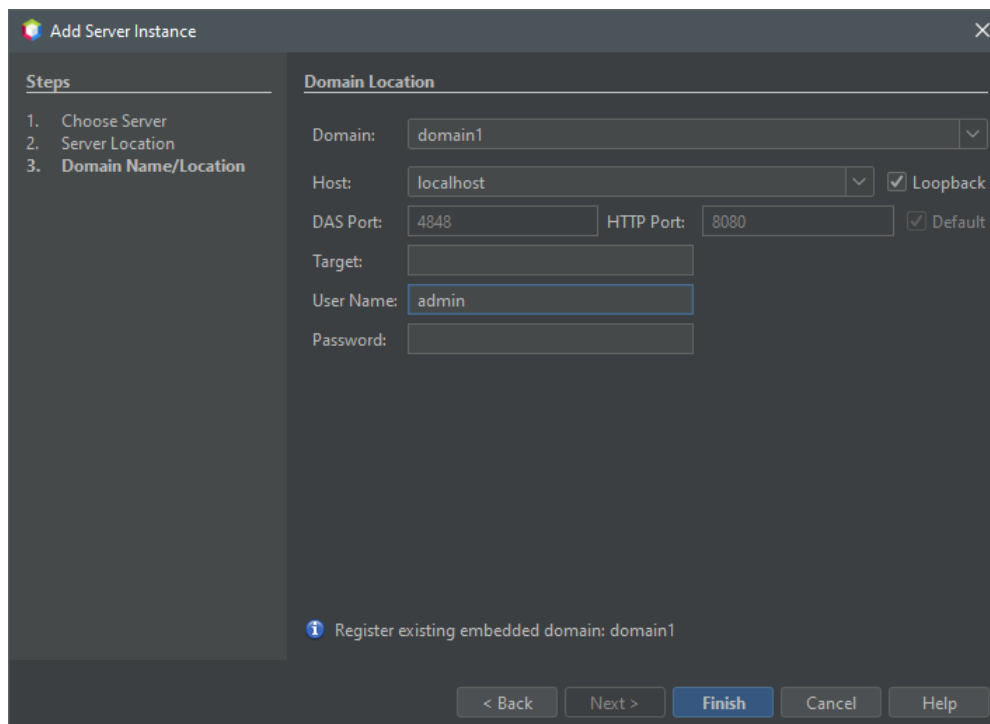 Add Server Instance
Steps
1. Choose Server
2. Server Location
3. Domain Name/Location
Domain Location
Domain: domain1
Host: localhost Loopback
DAS Port: 4848 HTTP Port: 8080 Default
Target:
User Name: admin
Password:
Register existing embedded domain: domain1
< Back Next > Finish Cancel Help